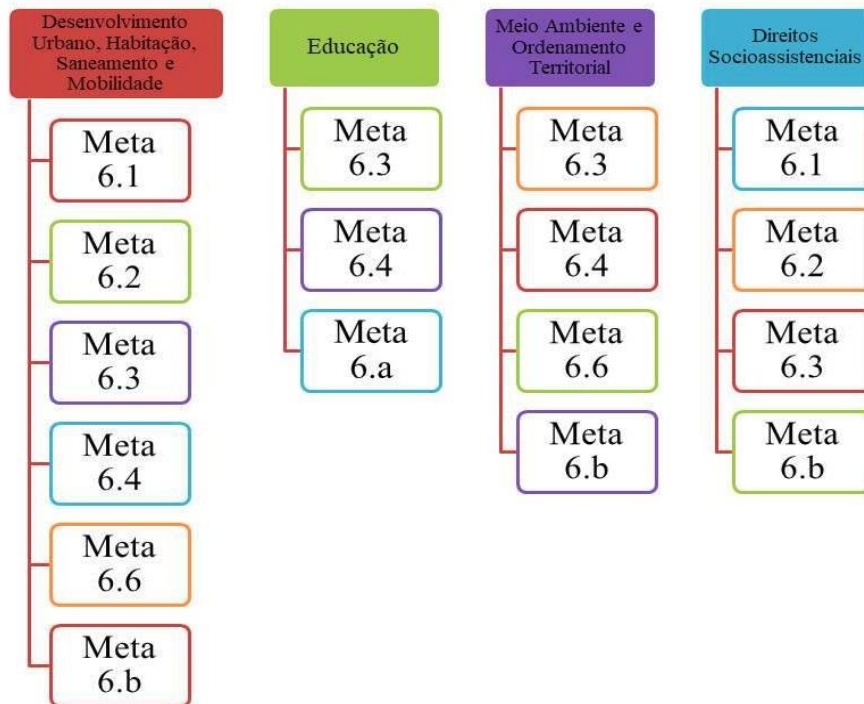 Desenvolvimento
Urbano, Habitação,
Saneamento e
Mobilidade
Meta
6.1
Meta
6.2
Meta
6.3
Meta
6.4
Meta
6.6
Meta
6.b
Educação
Meta
6.3
Meta
6.4
Meta
6.a
Meio Ambiente e
Ordenamento
Territorial
Meta
6.3
Meta
6.4
Meta
6.6
Meta
6.b
Direitos
Socioassistenciais
Meta
6.1
Meta
6.2
Meta
6.3
Meta
6.b